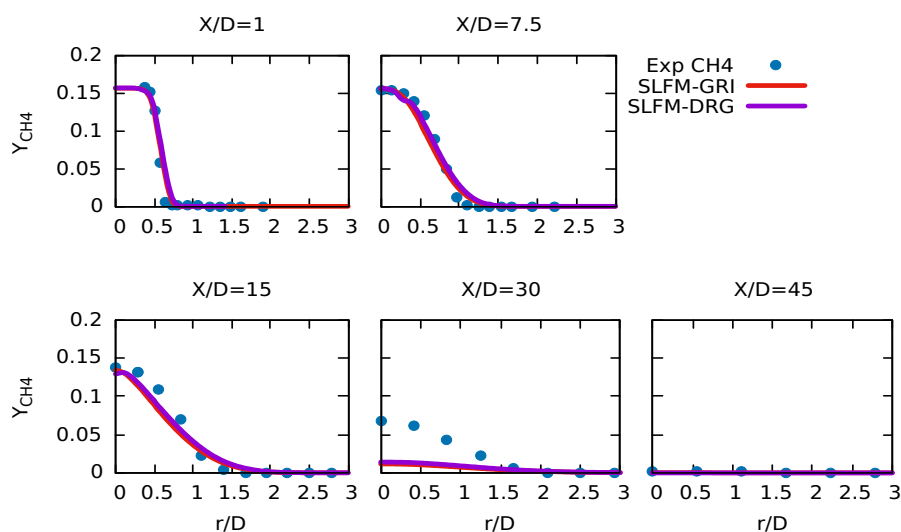 X/D=1
X/D=7.5
0.2
0.15
0.1
0.05
0
Y_CH4
0 0.5 1 1.5 2 2.5 3
0 0.5 1 1.5 2 2.5 3
Exp CH4
SLFM-GRI
SLFM-DRG
X/D=15
X/D=30
X/D=45
0.2
0.15
0.1
0.05
0
Y_CH4
0 0.5 1 1.5 2 2.5 3
0 0.5 1 1.5 2 2.5 3
0 0.5 1 1.5 2 2.5 3
r/D
r/D
r/D